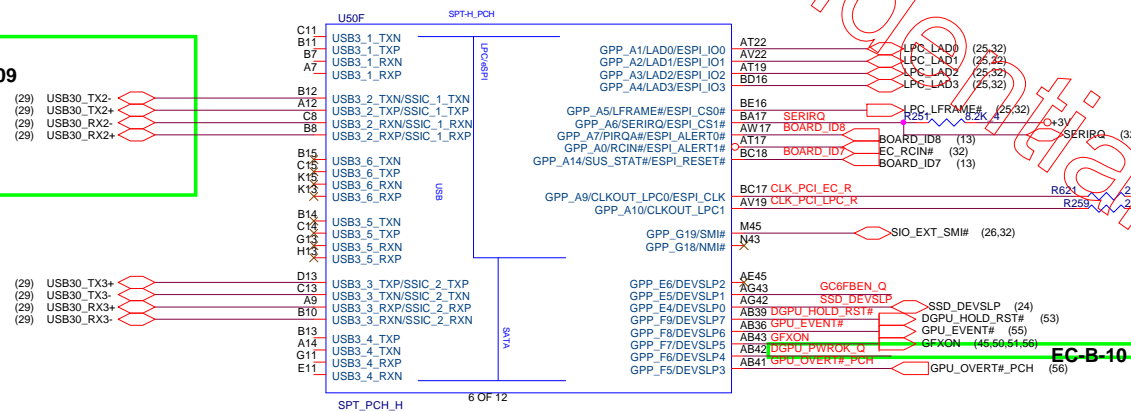 U50F
SPT-H_PCH
09
C11 USB3_1_TXN
B11 USB3_1_TXP
B7 USB3_1_RXN
A7 USB3_1_RXP
(29) USB30_TX2- B12 USB3_2_TXN/SSIC_1_TXN
(29) USB30_TX2+ A12 USB3_2_TXP/SSIC_1_TXP
(29) USB30_RX2- C8 USB3_2_RXN/SSIC_1_RXN
(29) USB30_RX2+ B8 USB3_2_RXP/SSIC_1_RXP
B15 USB3_6_TXN
C15 USB3_6_TXP
K15 USB3_6_RXN
K13 USB3_6_RXP
B14 USB3_5_TXN
C14 USB3_5_TXP
G13 USB3_5_RXN
H13 USB3_5_RXP
(29) USB30_TX3+ D13 USB3_3_TXP/SSIC_2_TXP
(29) USB30_TX3- C13 USB3_3_TXN/SSIC_2_TXN
(29) USB30_RX3+ A9 USB3_3_RXP/SSIC_2_RXP
(29) USB30_RX3- B10 USB3_3_RXN/SSIC_2_RXN
B13 USB3_4_TXP
A14 USB3_4_TXN
G11 USB3_4_RXP
E11 USB3_4_RXN
LPC/eSPI
USB
SATA
GPP_A1/LAD0/ESPI_IO0 AT22 LPC_LAD0 (25,32)
GPP_A2/LAD1/ESPI_IO1 AV22 LPC_LAD1 (25,32)
GPP_A3/LAD2/ESPI_IO2 AT19 LPC_LAD2 (25,32)
GPP_A4/LAD3/ESPI_IO3 BD16 LPC_LAD3 (25,32)
GPP_A5/LFRAME#/ESPI_CS0# BE16 LPC_LFRAME# (25,32)
GPP_A6/SERIRQ/ESPI_CS1# BA17 SERIRQ R251 8.2K_4 +3V
SERIRQ (32
GPP_A7/PIRQA#/ESPI_ALERT0# AW17 BOARD_ID8 BOARD_ID8 (13)
GPP_A0/RCIN#/ESPI_ALERT1# AT17 EC_RCIN# (32)
GPP_A14/SUS_STAT#/ESPI_RESET# BC18 BOARD_ID7 BOARD_ID7 (13)
GPP_A9/CLKOUT_LPC0/ESPI_CLK BC17 CLK_PCI_EC_R R621 2
GPP_A10/CLKOUT_LPC1 AV19 CLK_PCI_LPC_R R259 2
GPP_G19/SMI# M45 SIO_EXT_SMI# (26,32)
GPP_G18/NMI# N43
GPP_E6/DEVSLP2 AE45
GPP_E5/DEVSLP1 AG43 GC6FBEN_Q
GPP_E4/DEVSLP0 AG42 SSD_DEVSLP SSD_DEVSLP (24)
GPP_F9/DEVSLP7 AB39 DGPU_HOLD_RST# DGPU_HOLD_RST# (53)
GPP_F8/DEVSLP6 AB36 GPU_EVENT# GPU_EVENT# (55)
GPP_F7/DEVSLP5 AB43 GFXON GFXON (45,50,51,56)
GPP_F6/DEVSLP4 AB42 DGPU_PWROK_Q EC-B-10
GPP_F5/DEVSLP3 AB41 GPU_OVERT#_PCH GPU_OVERT#_PCH (56)
6 OF 12
SPT_PCH_H
dential